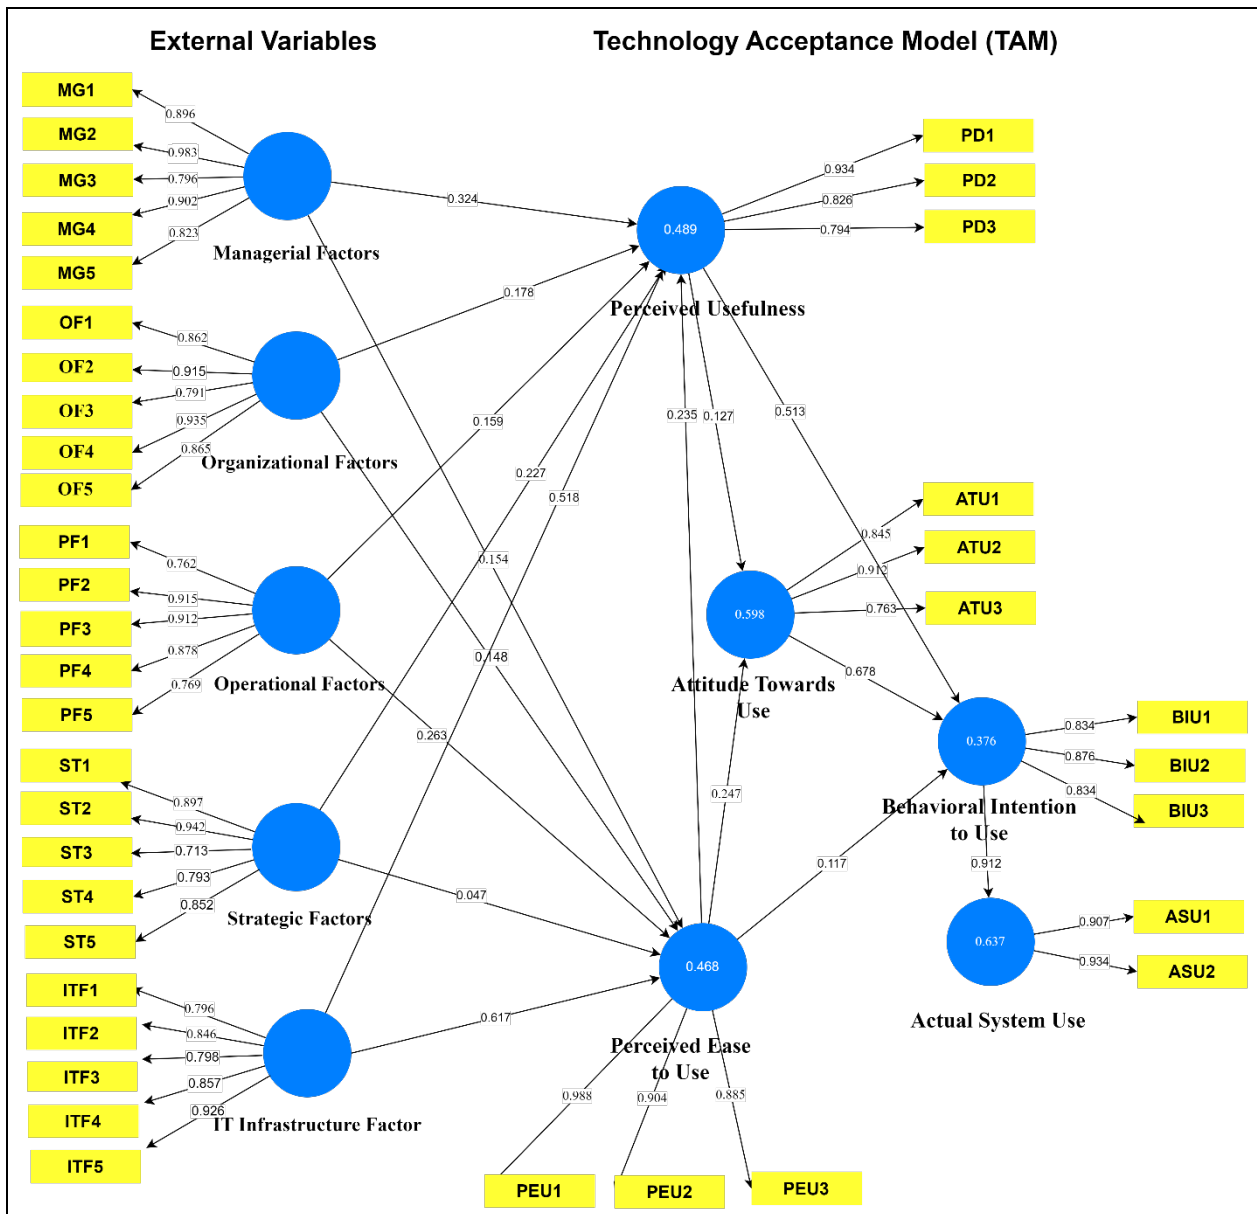 External Variables
Technology Acceptance Model (TAM)
MG1
MG2
MG3
MG4
MG5
0.896
0.983
0.796
0.902
0.823
Managerial Factors
OF1
OF2
OF3
OF4
OF5
0.862
0.915
0.791
0.935
0.865
Organizational Factors
PF1
PF2
PF3
PF4
PF5
0.762
0.915
0.912
0.878
0.769
Operational Factors
ST1
ST2
ST3
ST4
ST5
0.897
0.942
0.713
0.793
0.852
Strategic Factors
ITF1
ITF2
ITF3
ITF4
ITF5
0.796
0.846
0.798
0.857
0.926
IT Infrastructure Factor
0.324
0.178
0.159
0.227
0.518
0.154
0.148
0.263
0.047
0.617
0.489
Perceived Usefulness
0.934
0.826
0.794
PD1
PD2
PD3
0.235
0.127
0.513
0.598
Attitude Towards
Use
0.845
0.912
0.763
ATU1
ATU2
ATU3
0.678
0.247
0.117
0.376
Behavioral Intention
to Use
0.834
0.876
0.834
BIU1
BIU2
BIU3
0.912
0.637
Actual System Use
0.907
0.934
ASU1
ASU2
0.468
Perceived Ease
to Use
0.988
0.904
0.885
PEU1
PEU2
PEU3